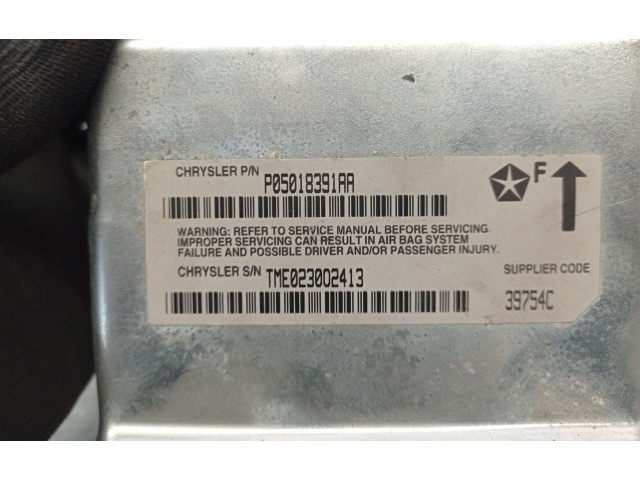 CHRYSLER P/N P05018391AA
F
WARNING: REFER TO SERVICE MANUAL BEFORE SERVICING.
IMPROPER SERVICING CAN RESULT IN AIR BAG SYSTEM
FAILURE AND POSSIBLE DRIVER AND/OR PASSENGER INJURY.
CHRYSLER S/N TME023002413
SUPPLIER CODE
39754C